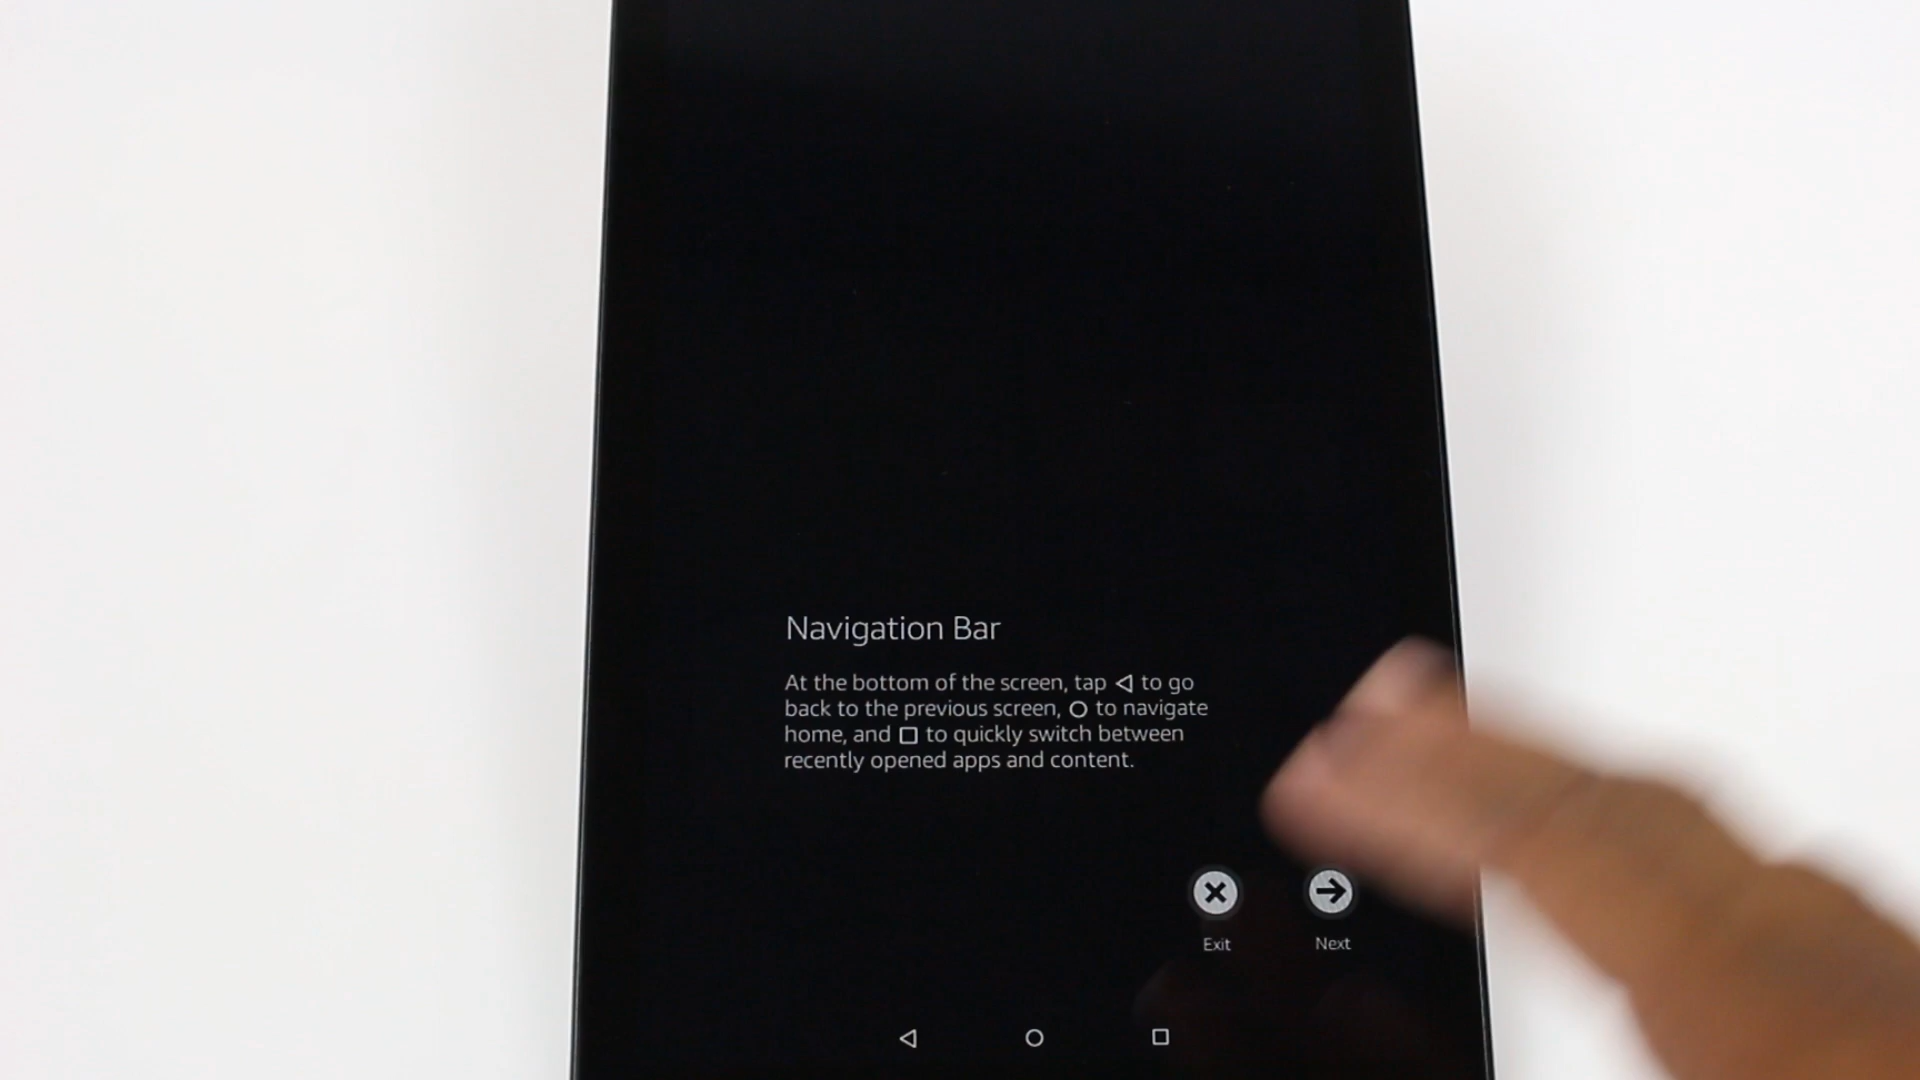 Navigation Bar
At the bottom of the screen, tap ◁ to go
back to the previous screen, ○ to navigate
home, and □ to quickly switch between
recently opened apps and content.
Exit
Next